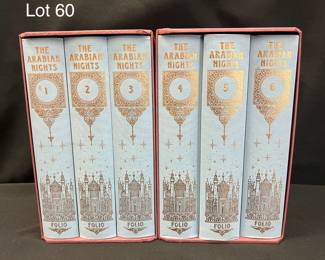 Lot 60
THE
ARABIAN
NIGHTS
1
FOLIO
THE
ARABIAN
NIGHTS
2
FOLIO
THE
ARABIAN
NIGHTS
3
FOLIO
THE
ARABIAN
NIGHTS
4
FOLIO
THE
ARABIAN
NIGHTS
5
FOLIO
THE
ARABIAN
NIGHTS
6
FOLIO